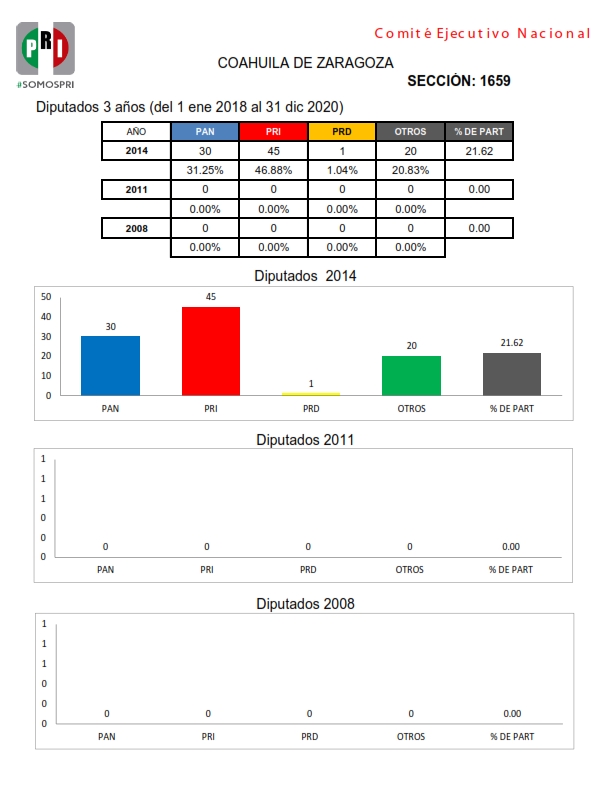 Comité Ejecutivo Nacional
PRI
#SOMOSPRI
COAHUILA DE ZARAGOZA
SECCIÓN: 1659
Diputados 3 años (del 1 ene 2018 al 31 dic 2020)
AÑO PAN PRI PRD OTROS % DE PART
2014 30 45 1 20 21.62
31.25% 46.88% 1.04% 20.83%
2011 0 0 0 0 0.00
0.00% 0.00% 0.00% 0.00%
2008 0 0 0 0 0.00
0.00% 0.00% 0.00% 0.00%
Diputados 2014
50
40
30
20
10
0
30 45 1 20 21.62
PAN PRI PRD OTROS % DE PART
Diputados 2011
1
1
1
0
0
0
0 0 0 0 0.00
PAN PRI PRD OTROS % DE PART
Diputados 2008
1
1
1
0
0
0
0 0 0 0 0.00
PAN PRI PRD OTROS % DE PART